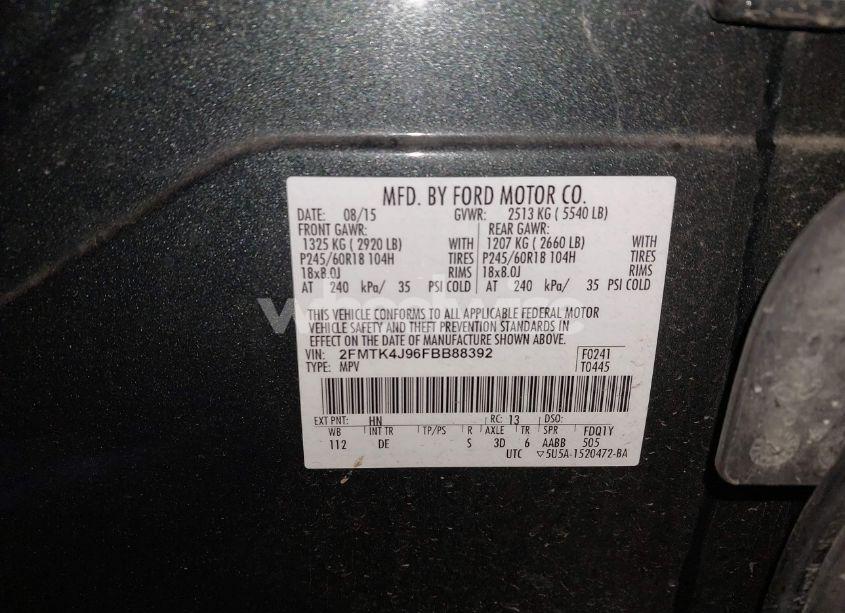 MFD. BY FORD MOTOR CO.
DATE: 08/15 GVWR: 2513 KG ( 5540 LB)
FRONT GAWR: REAR GAWR:
1325 KG ( 2920 LB) WITH 1207 KG ( 2660 LB) WITH
P245/60R18 104H TIRES P245/60R18 104H TIRES
18x8.0J RIMS 18x8.0J RIMS
AT 240 kPa/ 35 PSI COLD AT 240 kPa/ 35 PSI COLD
THIS VEHICLE CONFORMS TO ALL APPLICABLE FEDERAL MOTOR
VEHICLE SAFETY AND THEFT PREVENTION STANDARDS IN
EFFECT ON THE DATE OF MANUFACTURE SHOWN ABOVE.
VIN: 2FMTK4J96FBB88392 F0241
TYPE: MPV T0445
EXT PNT: HN RC: 13 DSO:
WB INT TR TP/PS R AXLE TR SPR FDQ1Y
112 DE S 3D 6 AABB 505
UTC ▽5U5A-1520472-BA